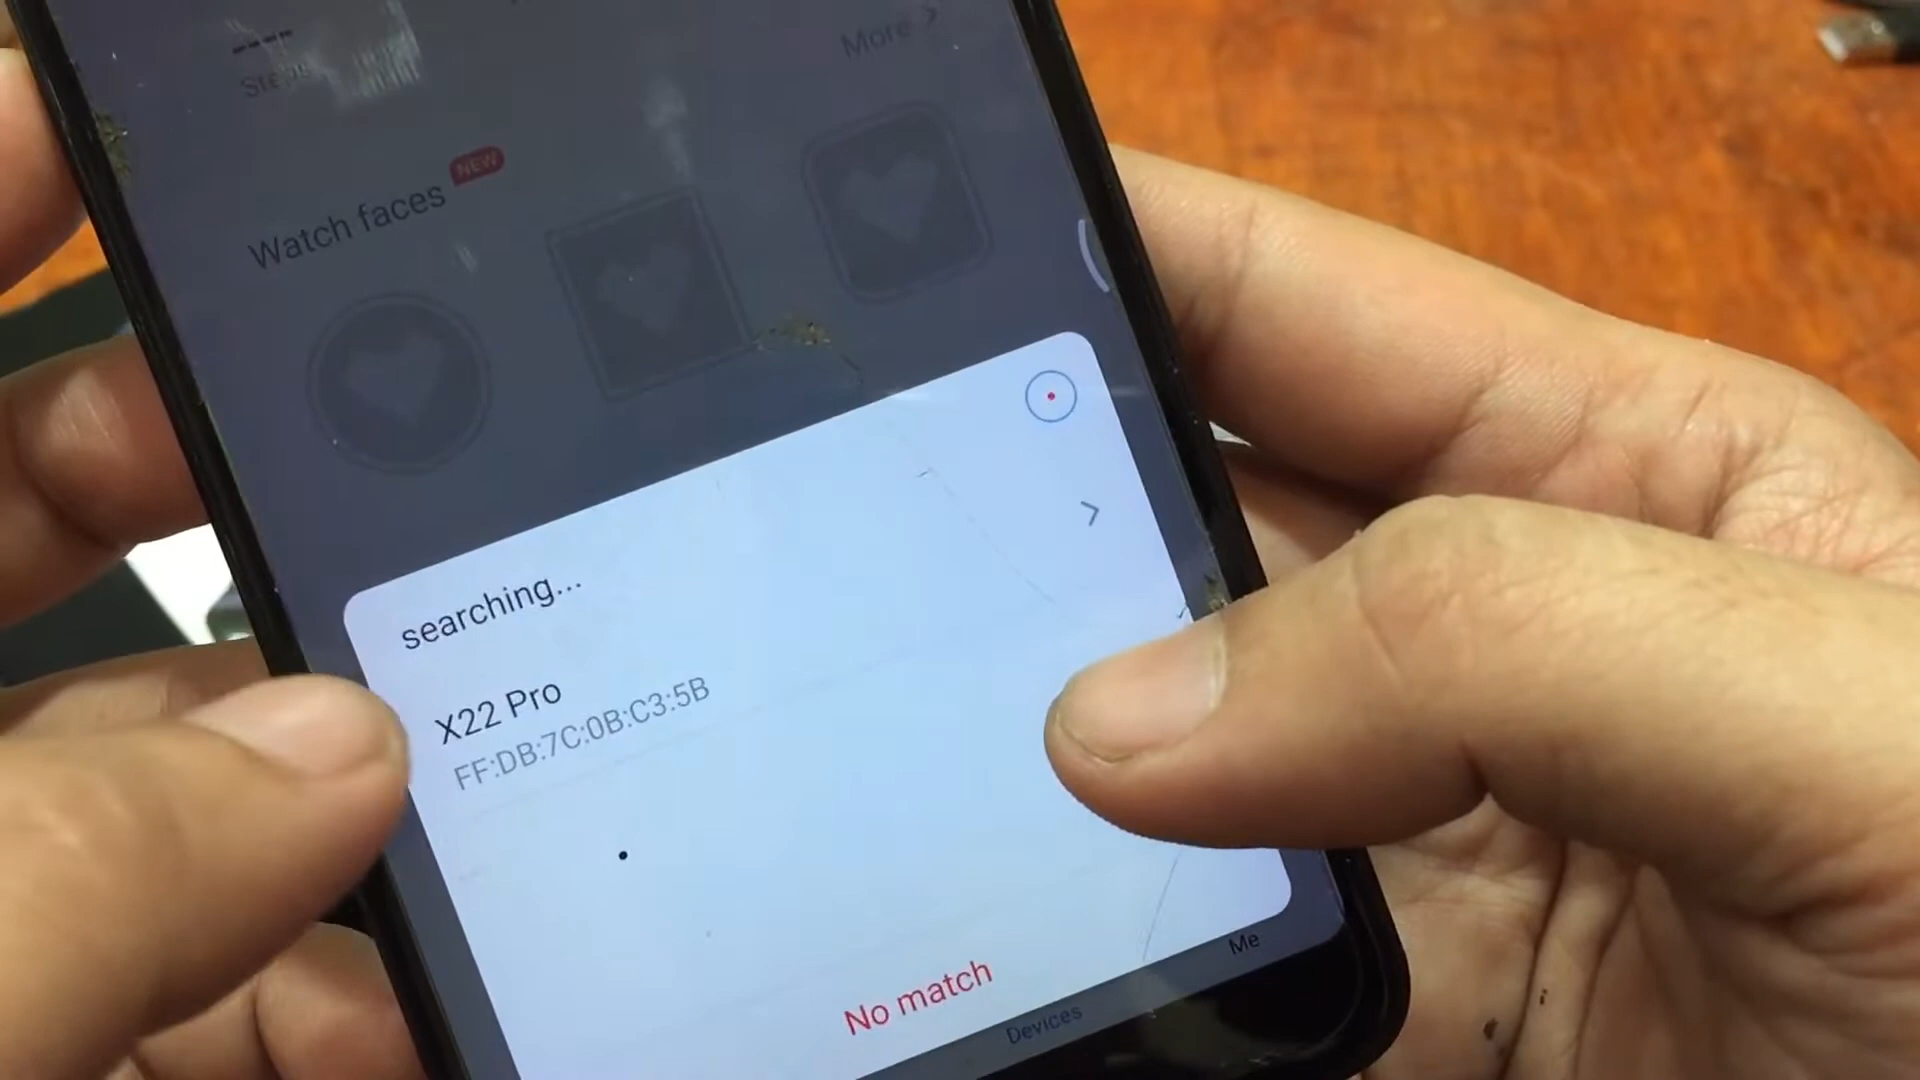 ----
Steps
More
Watch faces
NEW
searching...
X22 Pro
FF:DB:7C:0B:C3:5B
No match
Devices
Me